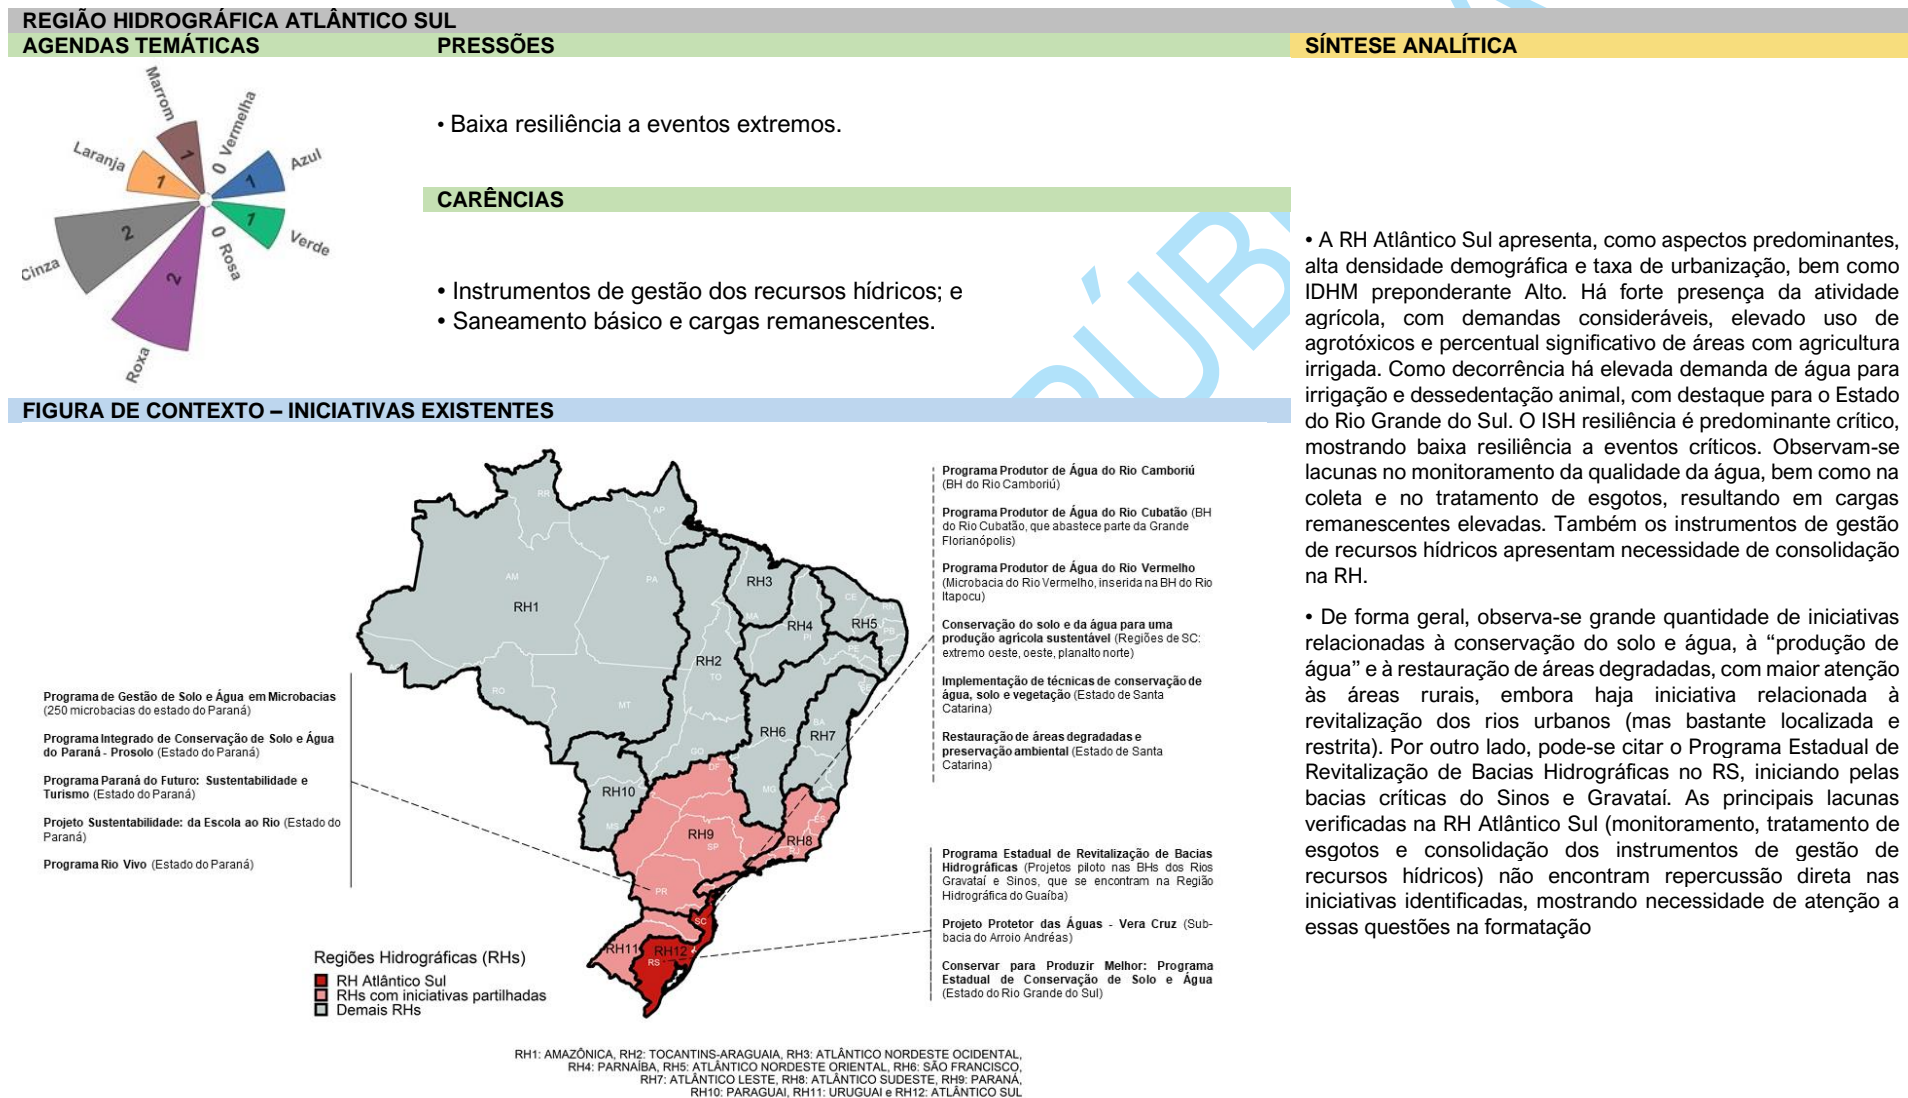 REGIÃO HIDROGRÁFICA ATLÂNTICO SUL
AGENDAS TEMÁTICAS
PRESSÕES
SÍNTESE ANALÍTICA
Marrom
Vermelha
Laranja
Azul
Verde
Rosa
Cinza
Roxa
1
0
1
1
1
0
2
2
• Baixa resiliência a eventos extremos.
CARÊNCIAS
• Instrumentos de gestão dos recursos hídricos; e
• Saneamento básico e cargas remanescentes.
FIGURA DE CONTEXTO – INICIATIVAS EXISTENTES
Programa de Gestão de Solo e Água em Microbacias
(250 microbacias do estado do Paraná)
Programa Integrado de Conservação de Solo e Água
do Paraná - Prosolo (Estado do Paraná)
Programa Paraná do Futuro: Sustentabilidade e
Turismo (Estado do Paraná)
Projeto Sustentabilidade: da Escola ao Rio (Estado do
Paraná)
Programa Rio Vivo (Estado do Paraná)
RR
AP
AM
PA
RH1
RH2
TO
RH3
MA
RH4
PI
CE
RH5
RN
PB
PE
SE
RO
MT
BA
RH6
RH7
GO
DF
MG
RH10
MS
ES
RH9
RH8
SP
RJ
PR
SC
RH11
RH12
RS
Programa Produtor de Água do Rio Camboriú
(BH do Rio Camboriú)
Programa Produtor de Água do Rio Cubatão (BH
do Rio Cubatão, que abastece parte da Grande
Florianópolis)
Programa Produtor de Água do Rio Vermelho
(Microbacia do Rio Vermelho, inserida na BH do Rio
Itapocu)
Conservação do solo e da água para uma
produção agrícola sustentável (Regiões de SC:
extremo oeste, oeste, planalto norte)
Implementação de técnicas de conservação de
água, solo e vegetação (Estado de Santa
Catarina)
Restauração de áreas degradadas e
preservação ambiental (Estado de Santa
Catarina)
Programa Estadual de Revitalização de Bacias
Hidrográficas (Projetos piloto nas BHs dos Rios
Gravataí e Sinos, que se encontram na Região
Hidrográfica do Guaíba)
Projeto Protetor das Águas - Vera Cruz (Sub-
bacia do Arroio Andréas)
Conservar para Produzir Melhor: Programa
Estadual de Conservação de Solo e Água
(Estado do Rio Grande do Sul)
Regiões Hidrográficas (RHs)
RH Atlântico Sul
RHs com iniciativas partilhadas
Demais RHs
RH1: AMAZÔNICA, RH2: TOCANTINS-ARAGUAIA, RH3: ATLÂNTICO NORDESTE OCIDENTAL,
RH4: PARNAÍBA, RH5: ATLÂNTICO NORDESTE ORIENTAL, RH6: SÃO FRANCISCO,
RH7: ATLÂNTICO LESTE, RH8: ATLÂNTICO SUDESTE, RH9: PARANÁ,
RH10: PARAGUAI, RH11: URUGUAI e RH12: ATLÂNTICO SUL
• A RH Atlântico Sul apresenta, como aspectos predominantes,
alta densidade demográfica e taxa de urbanização, bem como
IDHM preponderante Alto. Há forte presença da atividade
agrícola, com demandas consideráveis, elevado uso de
agrotóxicos e percentual significativo de áreas com agricultura
irrigada. Como decorrência há elevada demanda de água para
irrigação e dessedentação animal, com destaque para o Estado
do Rio Grande do Sul. O ISH resiliência é predominante crítico,
mostrando baixa resiliência a eventos críticos. Observam-se
lacunas no monitoramento da qualidade da água, bem como na
coleta e no tratamento de esgotos, resultando em cargas
remanescentes elevadas. Também os instrumentos de gestão
de recursos hídricos apresentam necessidade de consolidação
na RH.
• De forma geral, observa-se grande quantidade de iniciativas
relacionadas à conservação do solo e água, à “produção de
água” e à restauração de áreas degradadas, com maior atenção
às áreas rurais, embora haja iniciativa relacionada à
revitalização dos rios urbanos (mas bastante localizada e
restrita). Por outro lado, pode-se citar o Programa Estadual de
Revitalização de Bacias Hidrográficas no RS, iniciando pelas
bacias críticas do Sinos e Gravataí. As principais lacunas
verificadas na RH Atlântico Sul (monitoramento, tratamento de
esgotos e consolidação dos instrumentos de gestão de
recursos hídricos) não encontram repercussão direta nas
iniciativas identificadas, mostrando necessidade de atenção a
essas questões na formatação